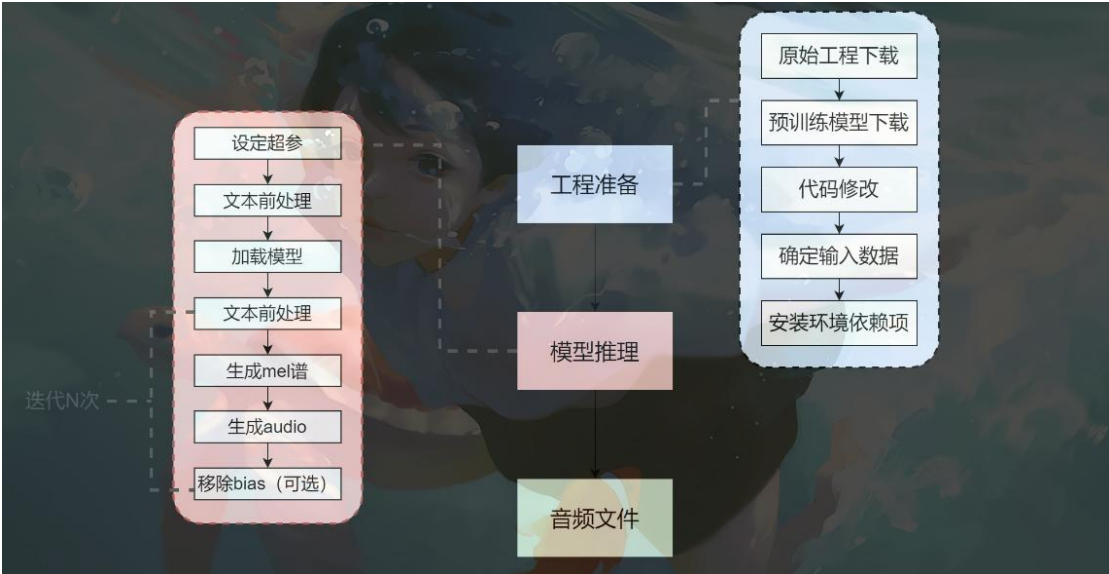 设定超参
文本前处理
加载模型
文本前处理
生成mel谱
生成audio
移除bias（可选）
迭代N次
工程准备
模型推理
音频文件
原始工程下载
预训练模型下载
代码修改
确定输入数据
安装环境依赖项